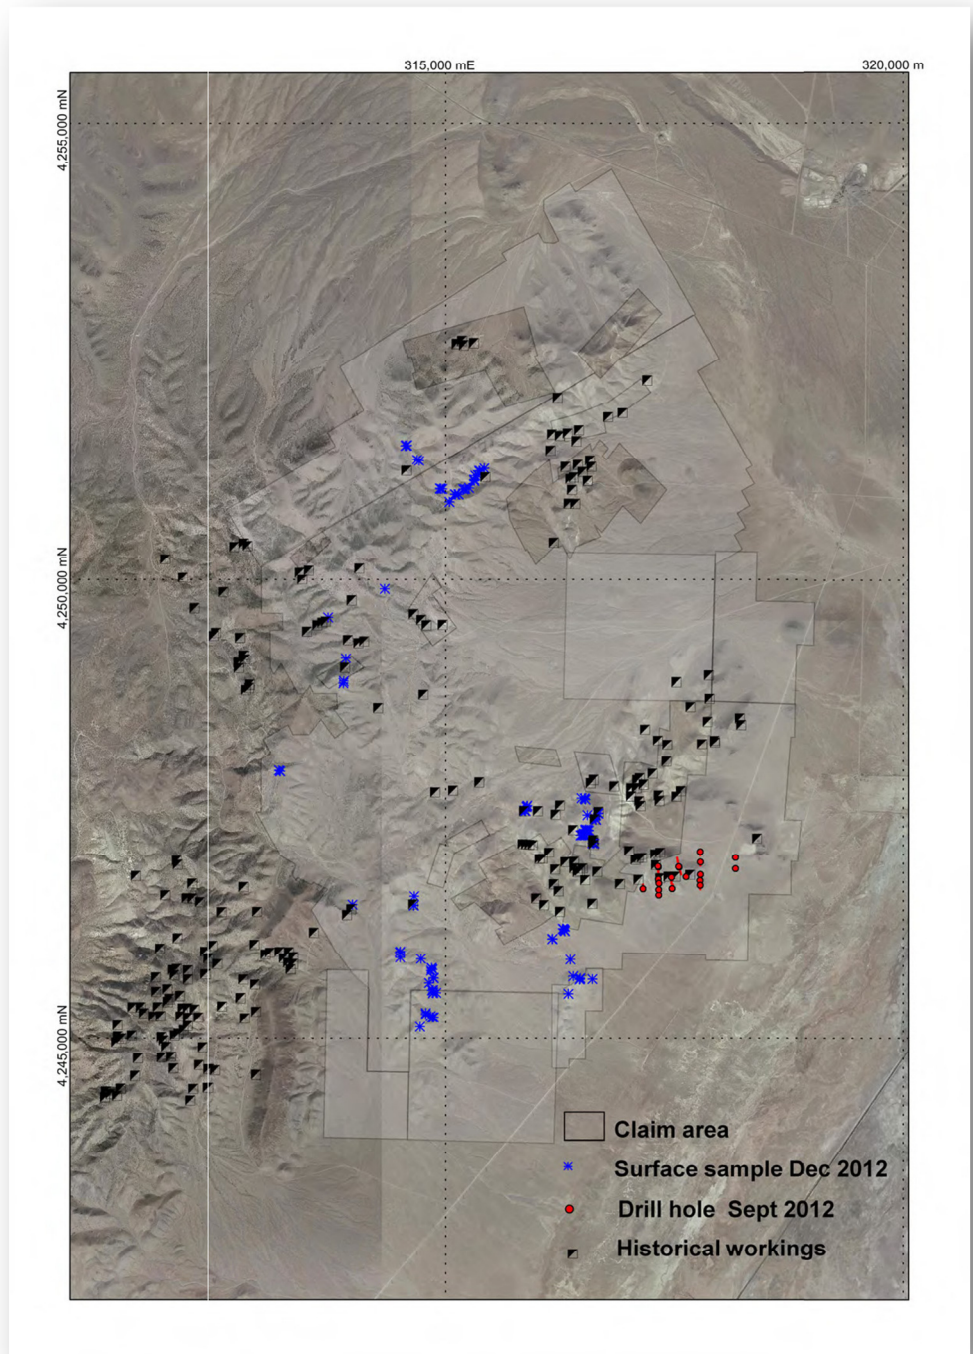 315,000 mE
320,000 m
4,255,000 mN
4,250,000 mN
4,245,000 mN
Claim area
Surface sample Dec 2012
Drill hole Sept 2012
Historical workings